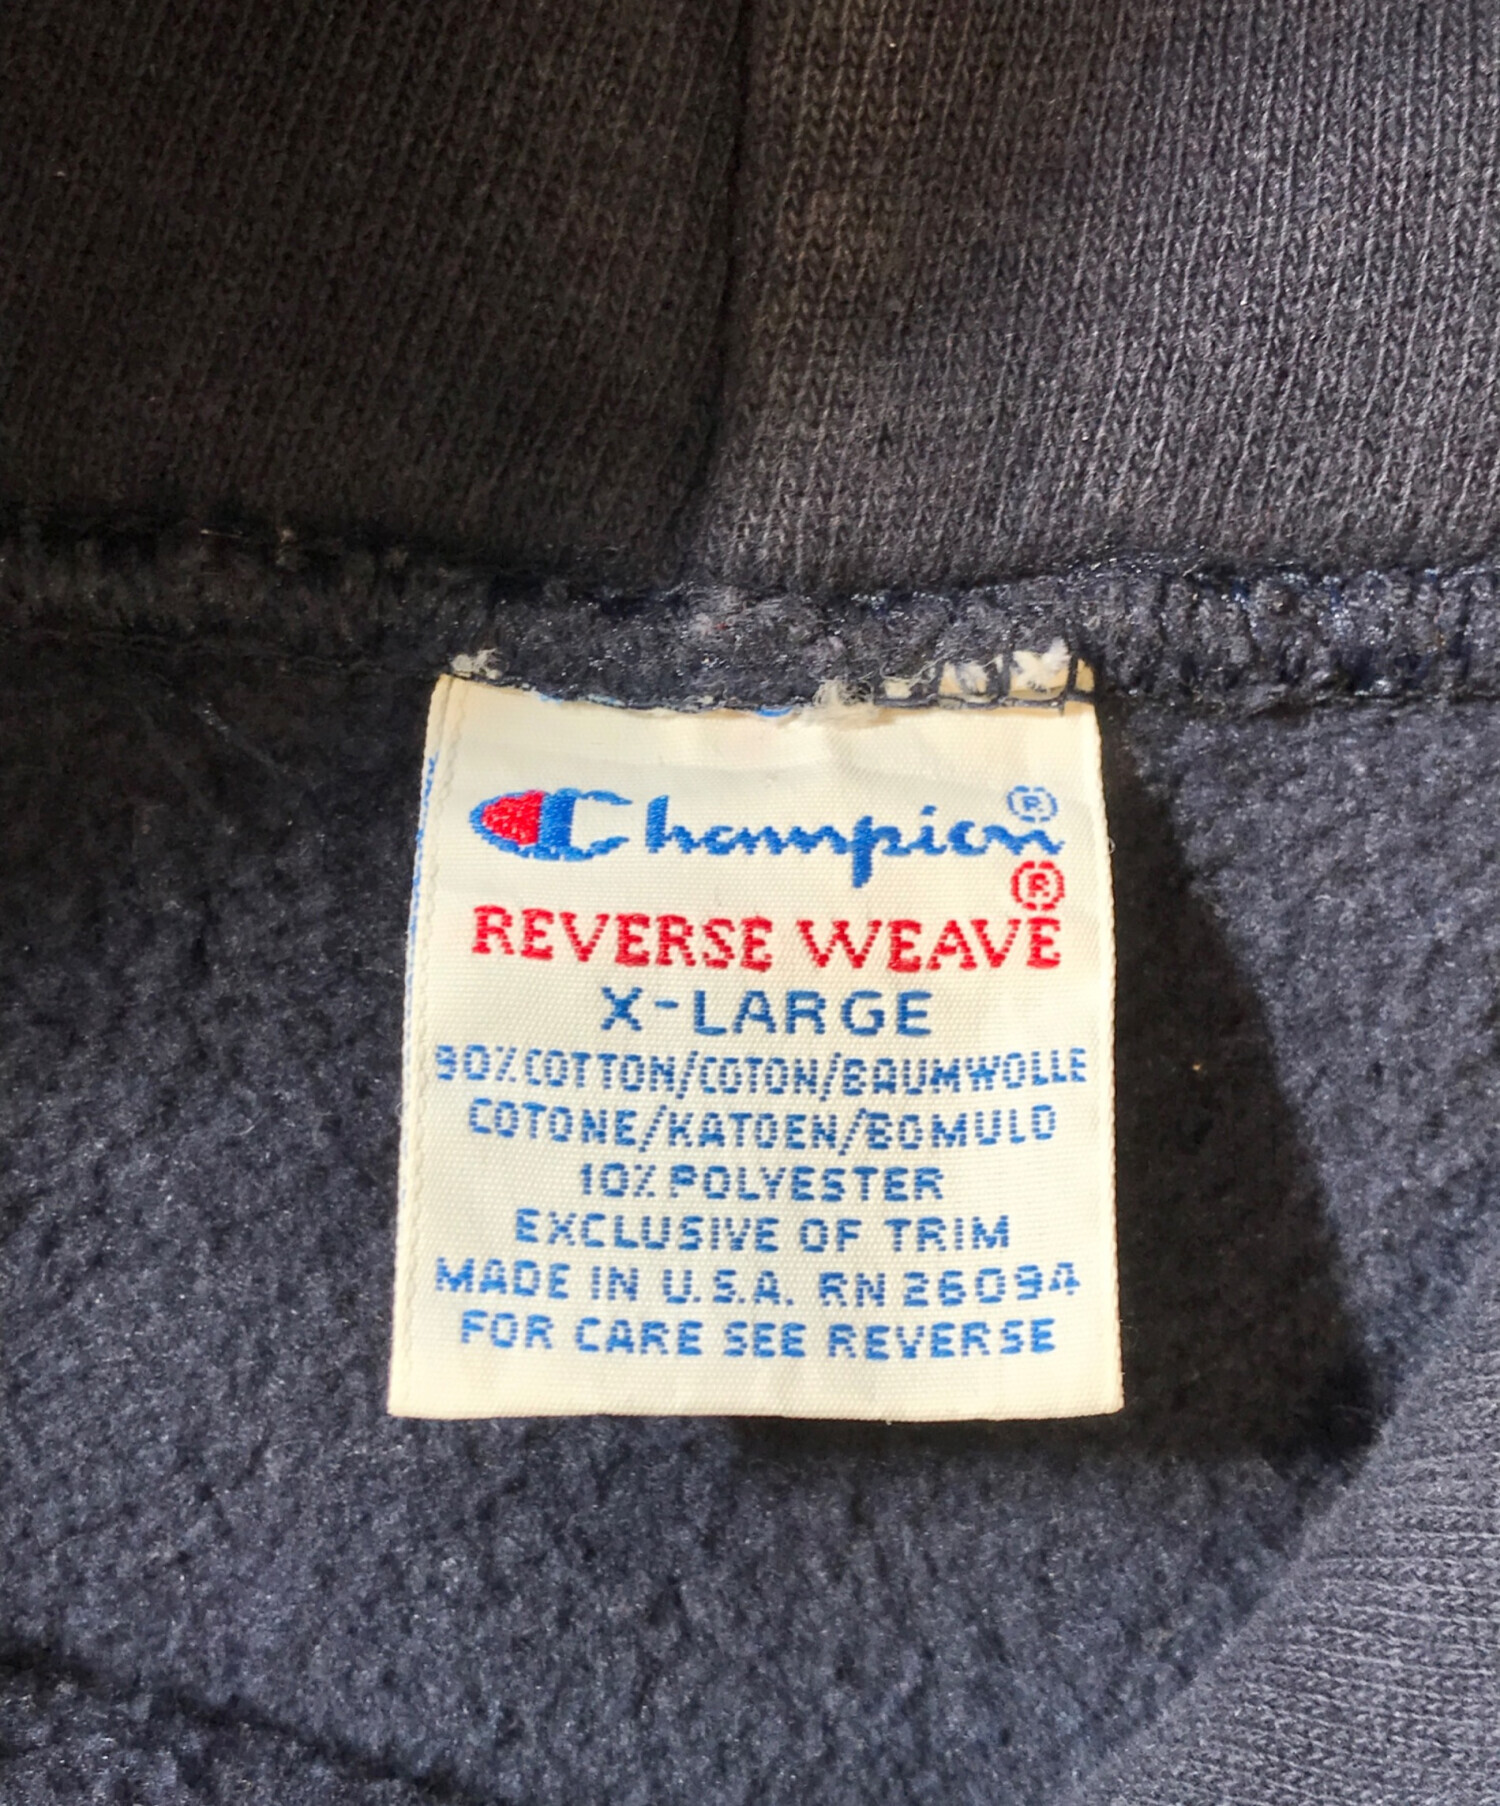 Champion®
®
REVERSE WEAVE
X-LARGE
90% COTTON/COTON/BAUMWOLLE
COTONE/KATOEN/BOMULD
10% POLYESTER
EXCLUSIVE OF TRIM
MADE IN U.S.A. RN 26094
FOR CARE SEE REVERSE